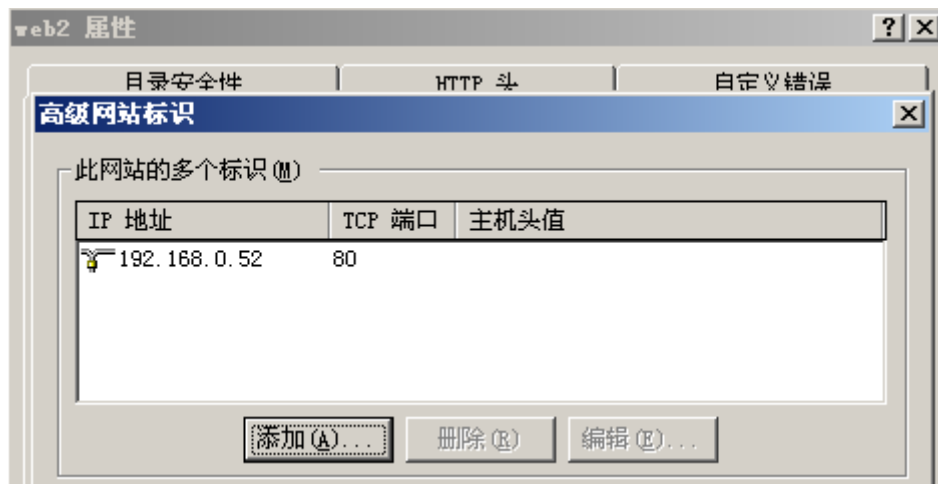 web2 属性
目录安全性 HTTP 头 自定义错误
高级网站标识
此网站的多个标识(M)
IP 地址 TCP 端口 主机头值
192.168.0.52 80
添加(A)... 删除(R) 编辑(E)...